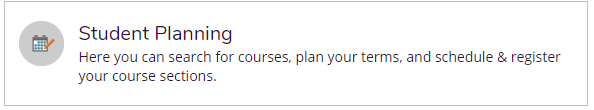 Student Planning
Here you can search for courses, plan your terms, and schedule & register
your course sections.